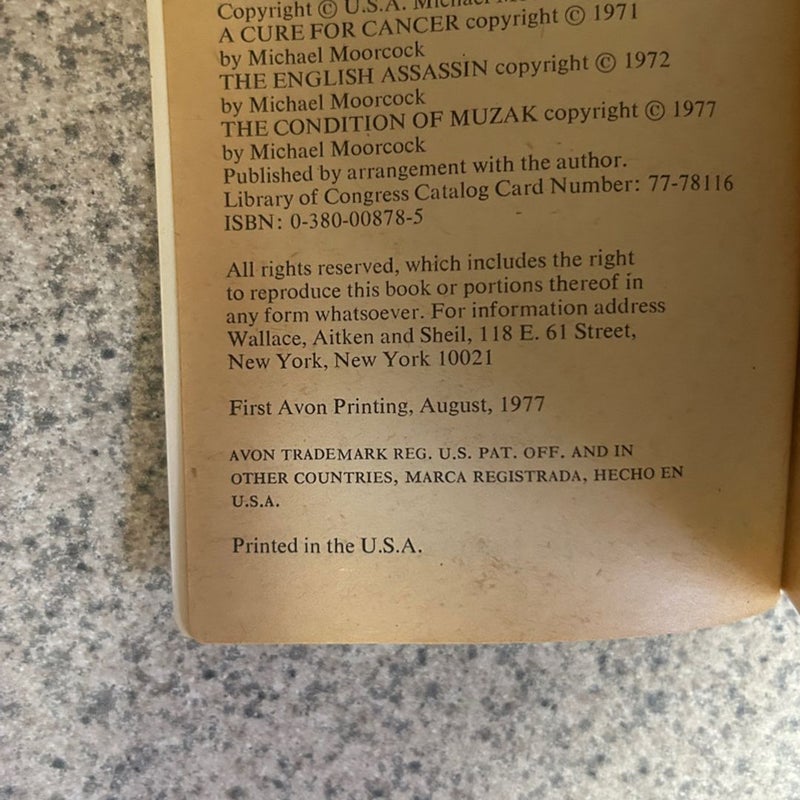 Copyright © U.S.A. Michael
A CURE FOR CANCER copyright © 1971
by Michael Moorcock
THE ENGLISH ASSASSIN copyright © 1972
by Michael Moorcock
THE CONDITION OF MUZAK copyright © 1977
by Michael Moorcock
Published by arrangement with the author.
Library of Congress Catalog Card Number: 77-78116
ISBN: 0-380-00878-5
All rights reserved, which includes the right
to reproduce this book or portions thereof in
any form whatsoever. For information address
Wallace, Aitken and Sheil, 118 E. 61 Street,
New York, New York 10021
First Avon Printing, August, 1977
AVON TRADEMARK REG. U.S. PAT. OFF. AND IN
OTHER COUNTRIES, MARCA REGISTRADA, HECHO EN
U.S.A.
Printed in the U.S.A.